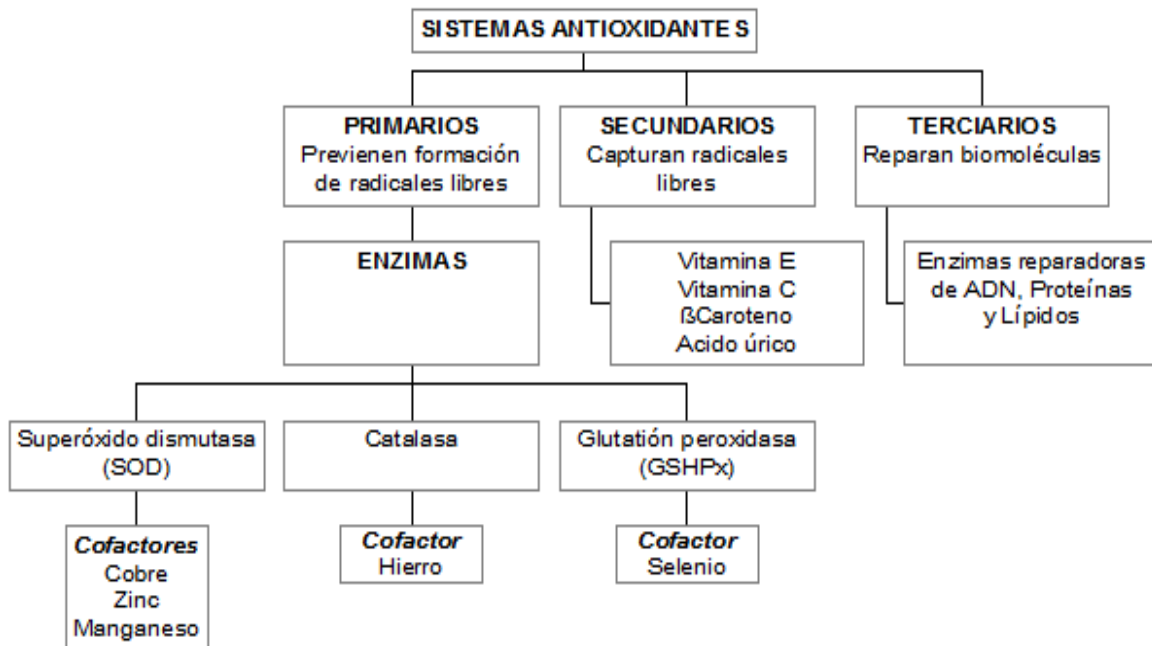 SISTEMAS ANTIOXIDANTES
PRIMARIOS
Previenen formación
de radicales libres
SECUNDARIOS
Capturan radicales
libres
TERCIARIOS
Reparan biomoléculas
ENZIMAS
Vitamina E
Vitamina C
ßCaroteno
Acido úrico
Enzimas reparadoras
de ADN, Proteínas
y Lípidos
Superóxido dismutasa
(SOD)
Catalasa
Glutatión peroxidasa
(GSHPx)
Cofactores
Cobre
Zinc
Manganeso
Cofactor
Hierro
Cofactor
Selenio